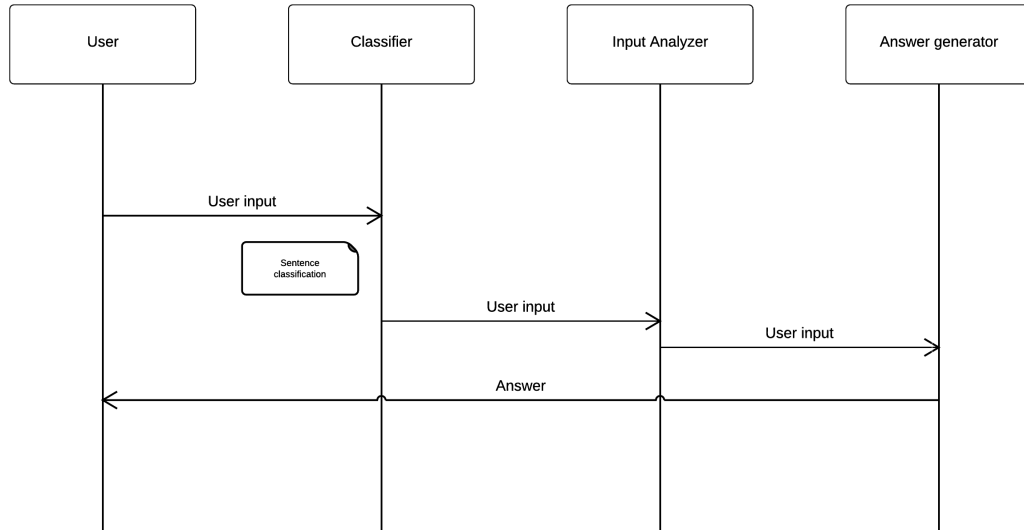 User
Classifier
Input Analyzer
Answer generator
User input
Sentence
classification
User input
User input
Answer